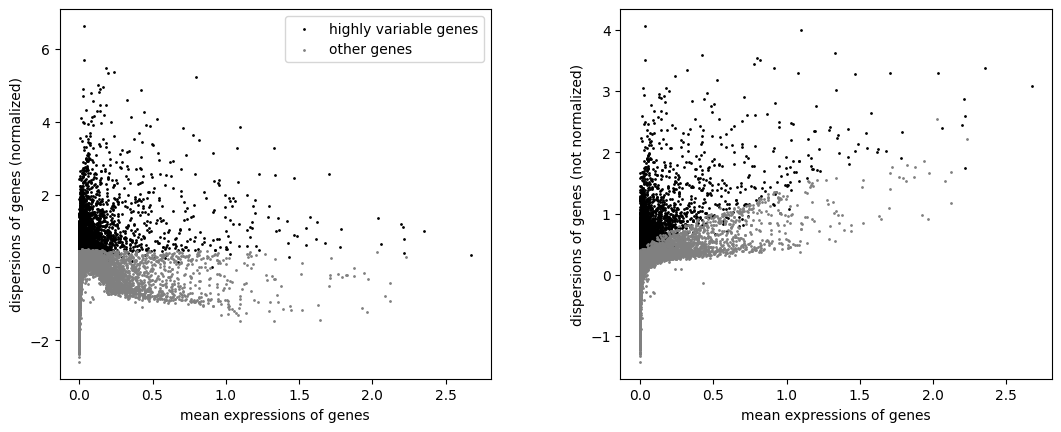 highly variable genes
other genes
dispersions of genes (normalized)
6
4
2
0
−2
0.0 0.5 1.0 1.5 2.0 2.5
mean expressions of genes
dispersions of genes (not normalized)
4
3
2
1
0
−1
0.0 0.5 1.0 1.5 2.0 2.5
mean expressions of genes